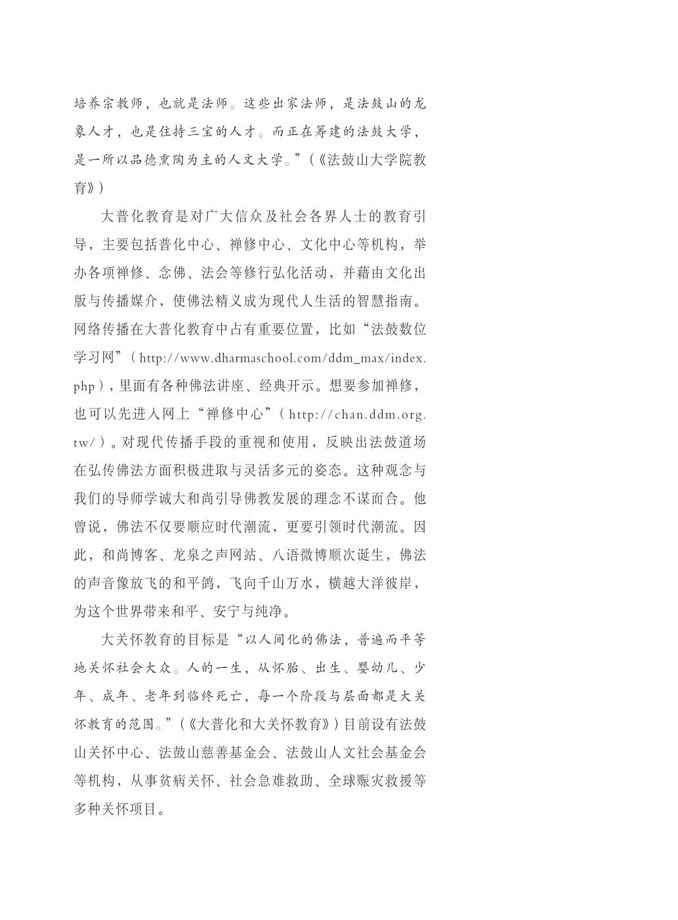 培养宗教师，也就是法师。这些出家法师，是法鼓山的龙
象人才，也是住持三宝的人才。而正在筹建的法鼓大学，
是一所以品德熏陶为主的人文大学。”（《法鼓山大学院教
育》）
大普化教育是对广大信众及社会各界人士的教育引
导，主要包括普化中心、禅修中心、文化中心等机构，举
办各项禅修、念佛、法会等修行弘化活动，并藉由文化出
版与传播媒介，使佛法精义成为现代人生活的智慧指南。
网络传播在大普化教育中占有重要位置，比如“法鼓数位
学习网”（http://www.dharmaschool.com/ddm_max/index.
php），里面有各种佛法讲座、经典开示。想要参加禅修，
也可以先进入网上“禅修中心”（http://chan.ddm.org.
tw/）。对现代传播手段的重视和使用，反映出法鼓道场
在弘传佛法方面积极进取与灵活多元的姿态。这种观念与
我们的导师学诚大和尚引导佛教发展的理念不谋而合。他
曾说，佛法不仅要顺应时代潮流，更要引领时代潮流。因
此，和尚博客、龙泉之声网站、八语微博顺次诞生，佛法
的声音像放飞的和平鸽，飞向千山万水，横越大洋彼岸，
为这个世界带来和平、安宁与纯净。
大关怀教育的目标是“以人间化的佛法，普遍而平等
地关怀社会大众。人的一生，从怀胎、出生、婴幼儿、少
年、成年、老年到临终死亡，每一个阶段与层面都是大关
怀教育的范围。”（《大普化和大关怀教育》）目前设有法鼓
山关怀中心、法鼓山慈善基金会、法鼓山人文社会基金会
等机构，从事贫病关怀、社会急难救助、全球赈灾救援等
多种关怀项目。